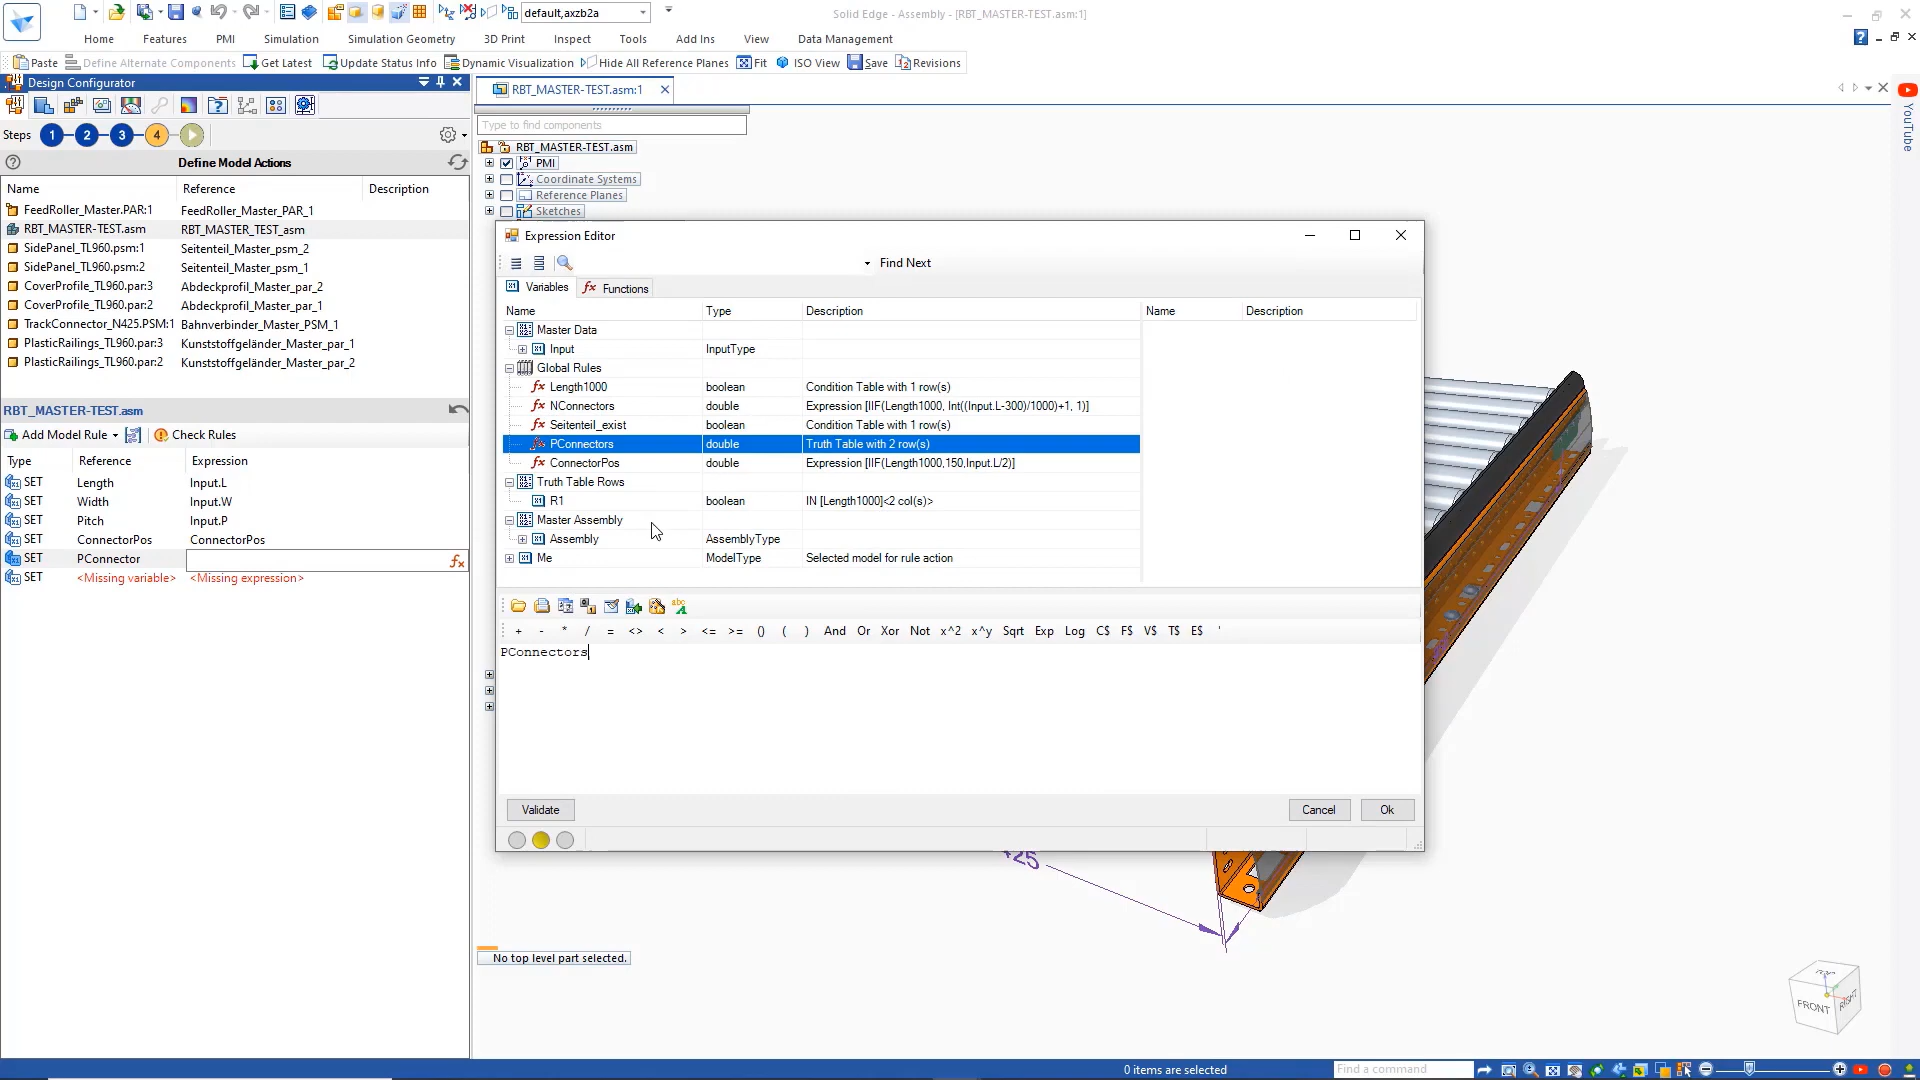 default,axzb2a
Solid Edge - Assembly - [RBT_MASTER-TEST.asm:1]
Home Features PMI Simulation Simulation Geometry 3D Print Inspect Tools Add Ins View Data Management
Paste Define Alternate Components Get Latest Update Status Info Dynamic Visualization Hide All Reference Planes Fit ISO View Save Revisions
Design Configurator
RBT_MASTER-TEST.asm:1
YouTube
Steps 1 2 3 4
Define Model Actions
Name Reference Description
FeedRoller_Master.PAR:1 FeedRoller_Master_PAR_1
RBT_MASTER-TEST.asm RBT_MASTER_TEST_asm
SidePanel_TL960.psm:1 Seitenteil_Master_psm_2
SidePanel_TL960.psm:2 Seitenteil_Master_psm_1
CoverProfile_TL960.par:3 Abdeckprofil_Master_par_2
CoverProfile_TL960.par:2 Abdeckprofil_Master_par_1
TrackConnector_N425.PSM:1 Bahnverbinder_Master_PSM_1
PlasticRailings_TL960.par:3 Kunststoffgeländer_Master_par_1
PlasticRailings_TL960.par:2 Kunststoffgeländer_Master_par_2
RBT_MASTER-TEST.asm
Add Model Rule Check Rules
Type Reference Expression
SET Length Input.L
SET Width Input.W
SET Pitch Input.P
SET ConnectorPos ConnectorPos
SET PConnector fx
SET <Missing variable> <Missing expression>
Type to find components
RBT_MASTER-TEST.asm
PMI
Coordinate Systems
Reference Planes
Sketches
Expression Editor
Find Next
Variables fx Functions
Name Type Description Name Description
Master Data
Input InputType
Global Rules
fx Length1000 boolean Condition Table with 1 row(s)
fx NConnectors double Expression [IIF(Length1000, Int((Input.L-300)/1000)+1, 1)]
fx Seitenteil_exist boolean Condition Table with 1 row(s)
fx PConnectors double Truth Table with 2 row(s)
fx ConnectorPos double Expression [IIF(Length1000,150,Input.L/2)]
Truth Table Rows
R1 boolean IN [Length1000]<2 col(s)>
Master Assembly
Assembly AssemblyType
Me ModelType Selected model for rule action
+ - * / = <> < > <= >= () ( ) And Or Xor Not x^2 x^y Sqrt Exp Log C$ F$ V$ T$ E$ '
PConnectors
Validate Cancel Ok
No top level part selected.
TOP
FRONT
RIGHT
0 items are selected
Find a command